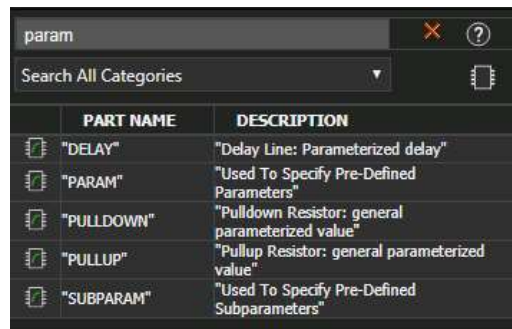 param
Search All Categories
PART NAME DESCRIPTION
"DELAY" "Delay Line: Parameterized delay"
"PARAM" "Used To Specify Pre-Defined
Parameters"
"PULLDOWN" "Pulldown Resistor: general
parameterized value"
"PULLUP" "Pullup Resistor: general parameterized
value"
"SUBPARAM" "Used To Specify Pre-Defined
Subparameters"